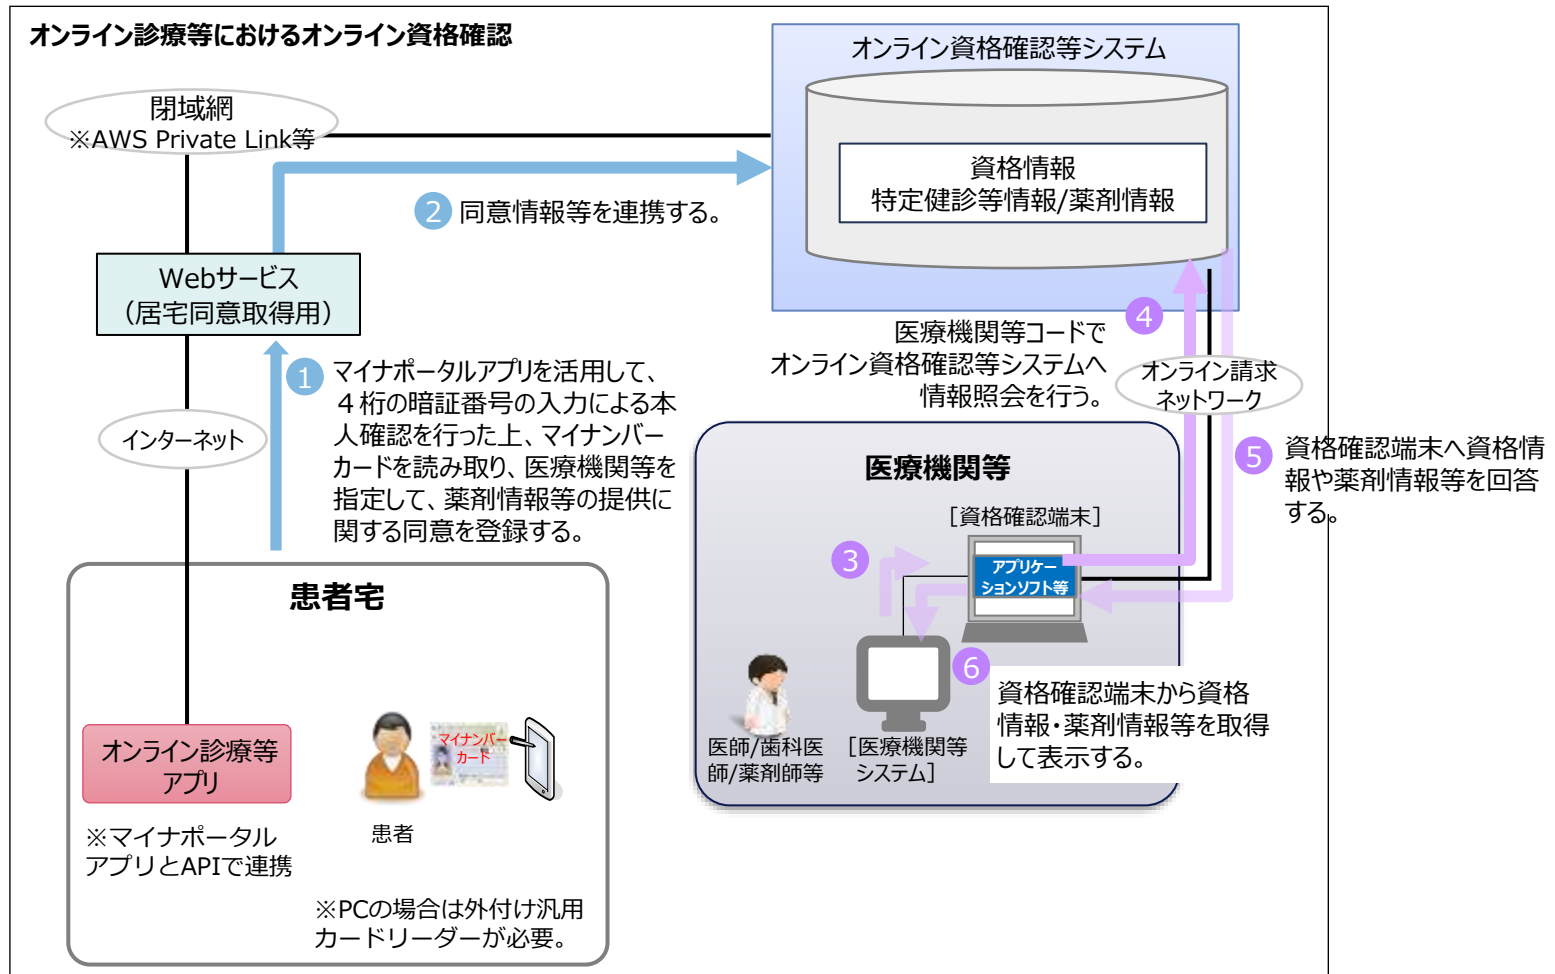 オンライン診療等におけるオンライン資格確認
オンライン資格確認等システム
閉域網
※AWS Private Link等
資格情報
特定健診等情報/薬剤情報
2 同意情報等を連携する。
Webサービス
（居宅同意取得用）
1 マイナポータルアプリを活用して、
４桁の暗証番号の入力による本
人確認を行った上、マイナンバー
カードを読み取り、医療機関等を
指定して、薬剤情報等の提供に
関する同意を登録する。
インターネット
4
医療機関等コードで
オンライン資格確認等システムへ
情報照会を行う。
オンライン請求
ネットワーク
5 資格確認端末へ資格情
報や薬剤情報等を回答
する。
医療機関等
［資格確認端末］
3
アプリケー
ションソフト等
6
資格確認端末から資格
情報・薬剤情報等を取得
して表示する。
医師/歯科医
師/薬剤師等
［医療機関等
システム］
患者宅
オンライン診療等
アプリ
マイナンバー
カード
※マイナポータル
アプリとAPIで連携
患者
※PCの場合は外付け汎用
カードリーダーが必要。